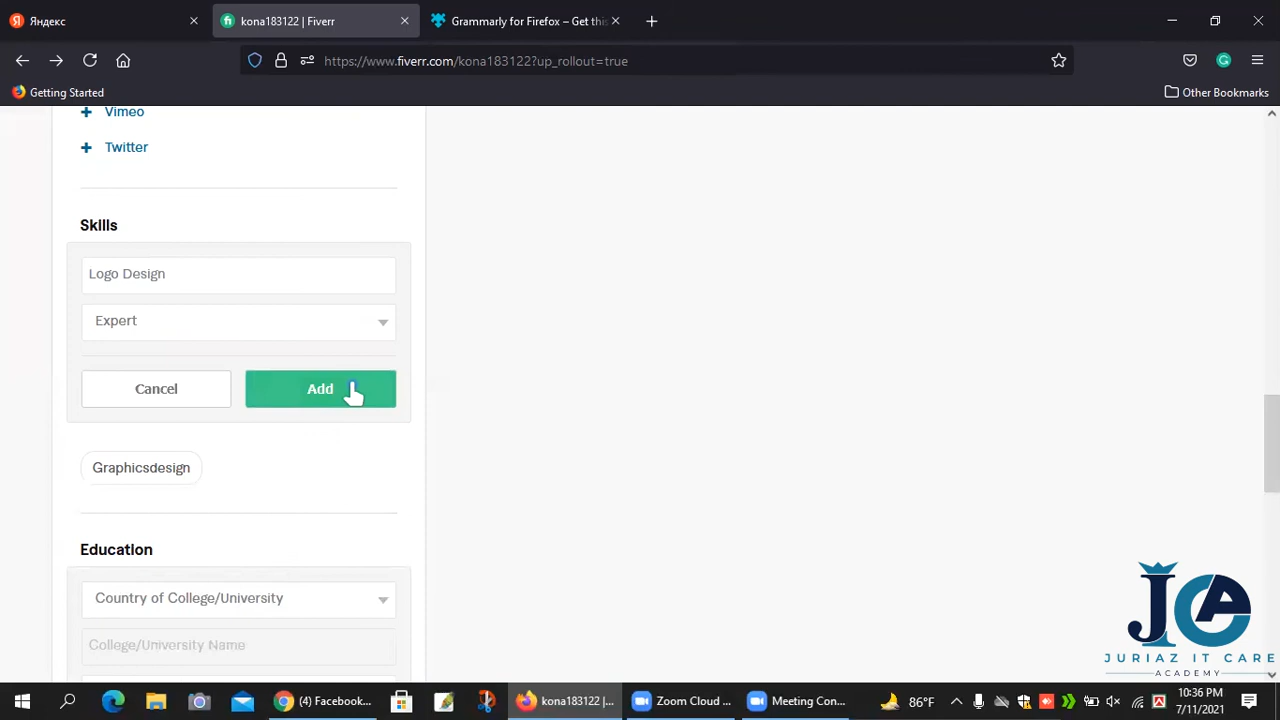 Яндекс
kona183122 | Fiverr
Grammarly for Firefox – Get this
https://www.fiverr.com/kona183122?up_rollout=true
Getting Started
Other Bookmarks
Vimeo
Twitter
Skills
Logo Design
Expert
Cancel
Add
Graphicsdesign
Education
Country of College/University
College/University Name
JURIAZ IT CARE
ACADEMY
(4) Facebook...
kona183122 |...
Zoom Cloud ...
Meeting Con...
86°F
10:36 PM
7/11/2021